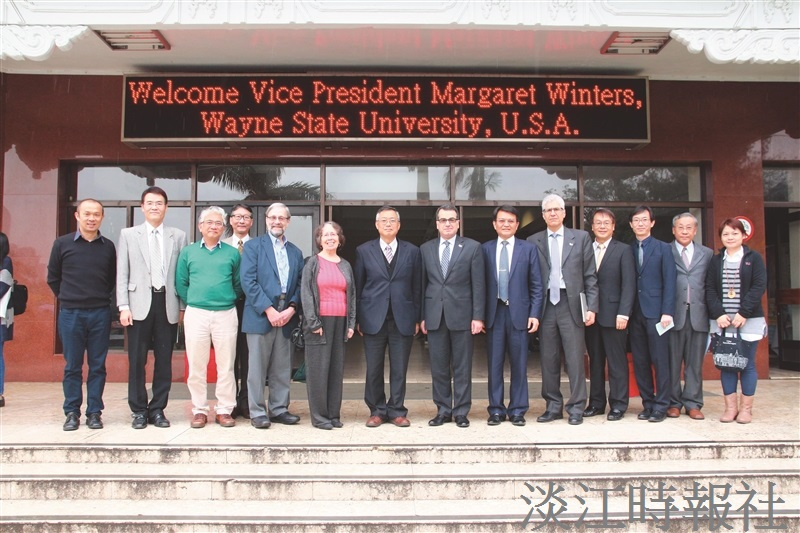 Welcome Vice President Margaret Winters,
Wayne State University, U.S.A.
淡江時報社